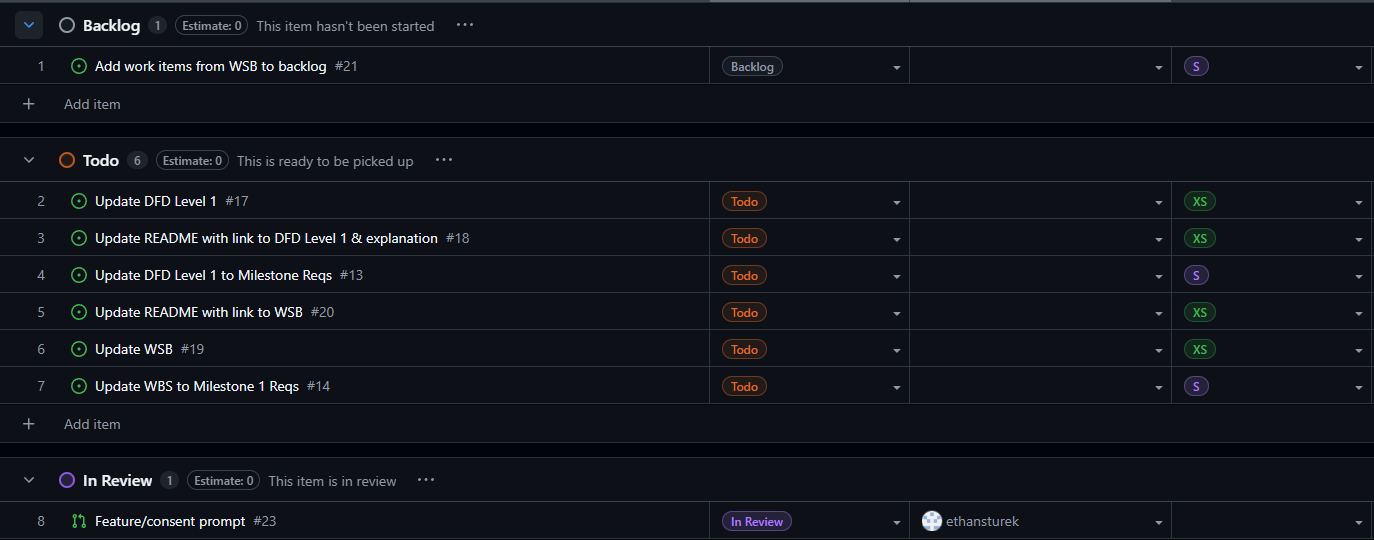 Backlog 1 Estimate: 0 This item hasn't been started ...
1 Add work items from WSB to backlog #21 Backlog S
+ Add item
Todo 6 Estimate: 0 This is ready to be picked up ...
2 Update DFD Level 1 #17 Todo XS
3 Update README with link to DFD Level 1 & explanation #18 Todo XS
4 Update DFD Level 1 to Milestone Reqs #13 Todo S
5 Update README with link to WSB #20 Todo XS
6 Update WSB #19 Todo XS
7 Update WBS to Milestone 1 Reqs #14 Todo S
+ Add item
In Review 1 Estimate: 0 This item is in review ...
8 Feature/consent prompt #23 In Review ethansturek